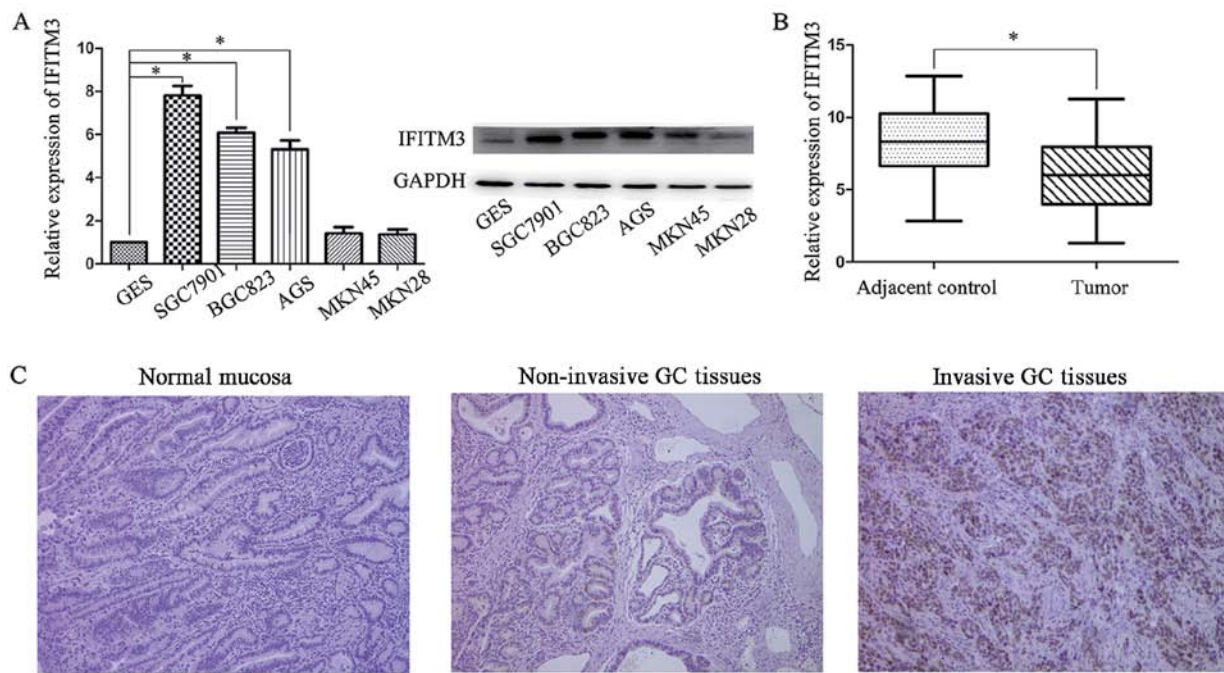 A
Relative expression of IFITM3
10
8
6
4
2
0
*
*
*
GES
SGC7901
BGC823
AGS
MKN45
MKN28
IFITM3
GAPDH
GES
SGC7901
BGC823
AGS
MKN45
MKN28
B
Relative expression of IFITM3
15
10
5
0
*
Adjacent control
Tumor
C
Normal mucosa
Non-invasive GC tissues
Invasive GC tissues